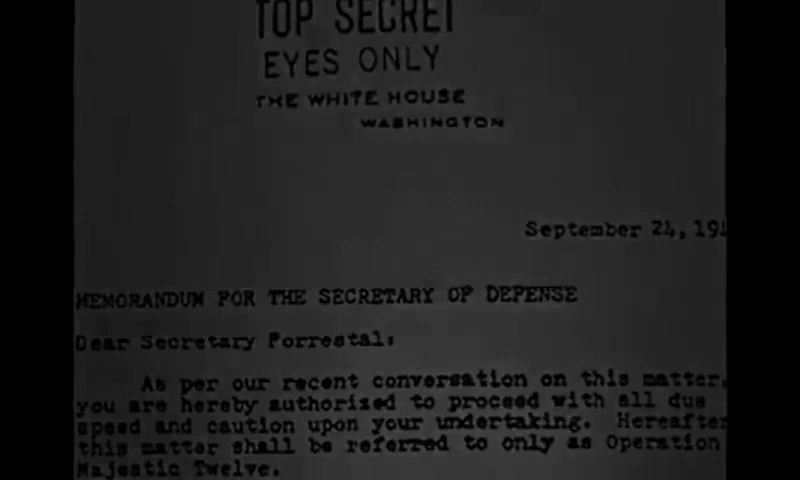 TOP SECRET
EYES ONLY
THE WHITE HOUSE
WASHINGTON
September 24, 19
MEMORANDUM FOR THE SECRETARY OF DEFENSE
Dear Secretary Forrestal:
As per our recent conversation on this matter,
you are hereby authorized to proceed with all due
speed and caution upon your undertaking. Hereafter
this matter shall be referred to only as Operation
Majestic Twelve.